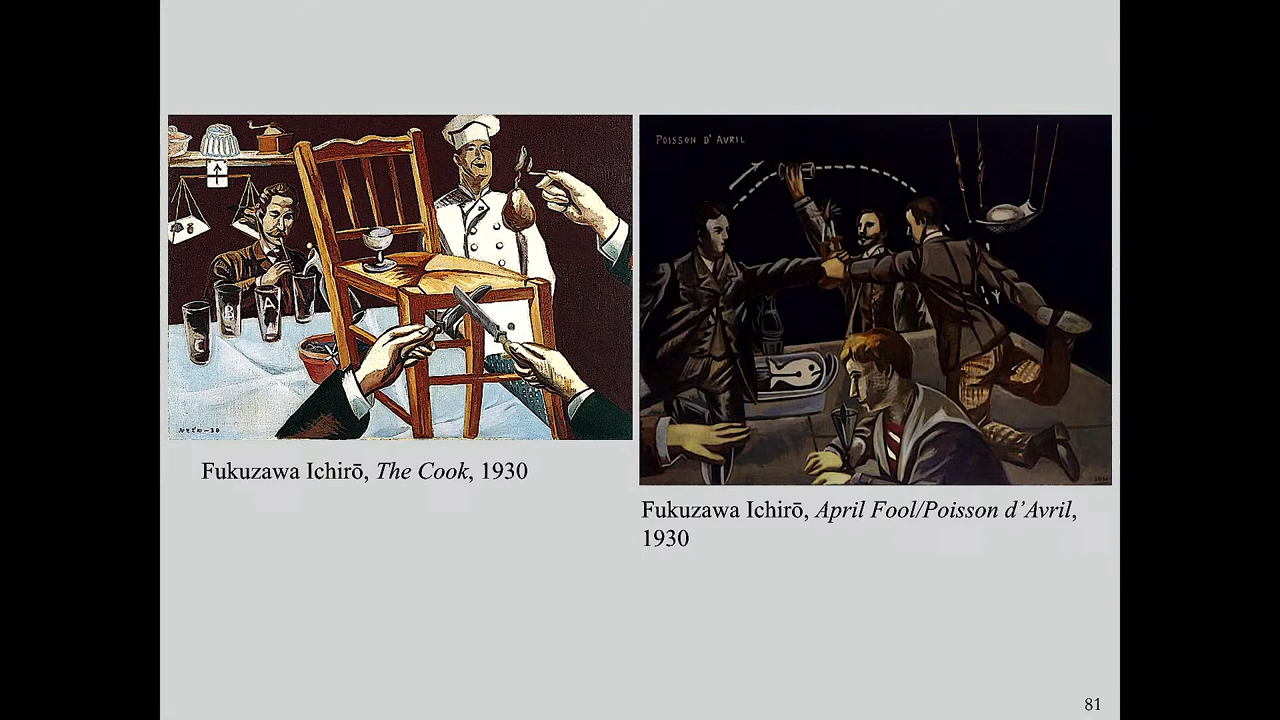 POISSON D' AVRIL
B
A
C
Fukuzawa Ichirō, The Cook, 1930
Fukuzawa Ichirō, April Fool/Poisson d’Avril,
1930
81